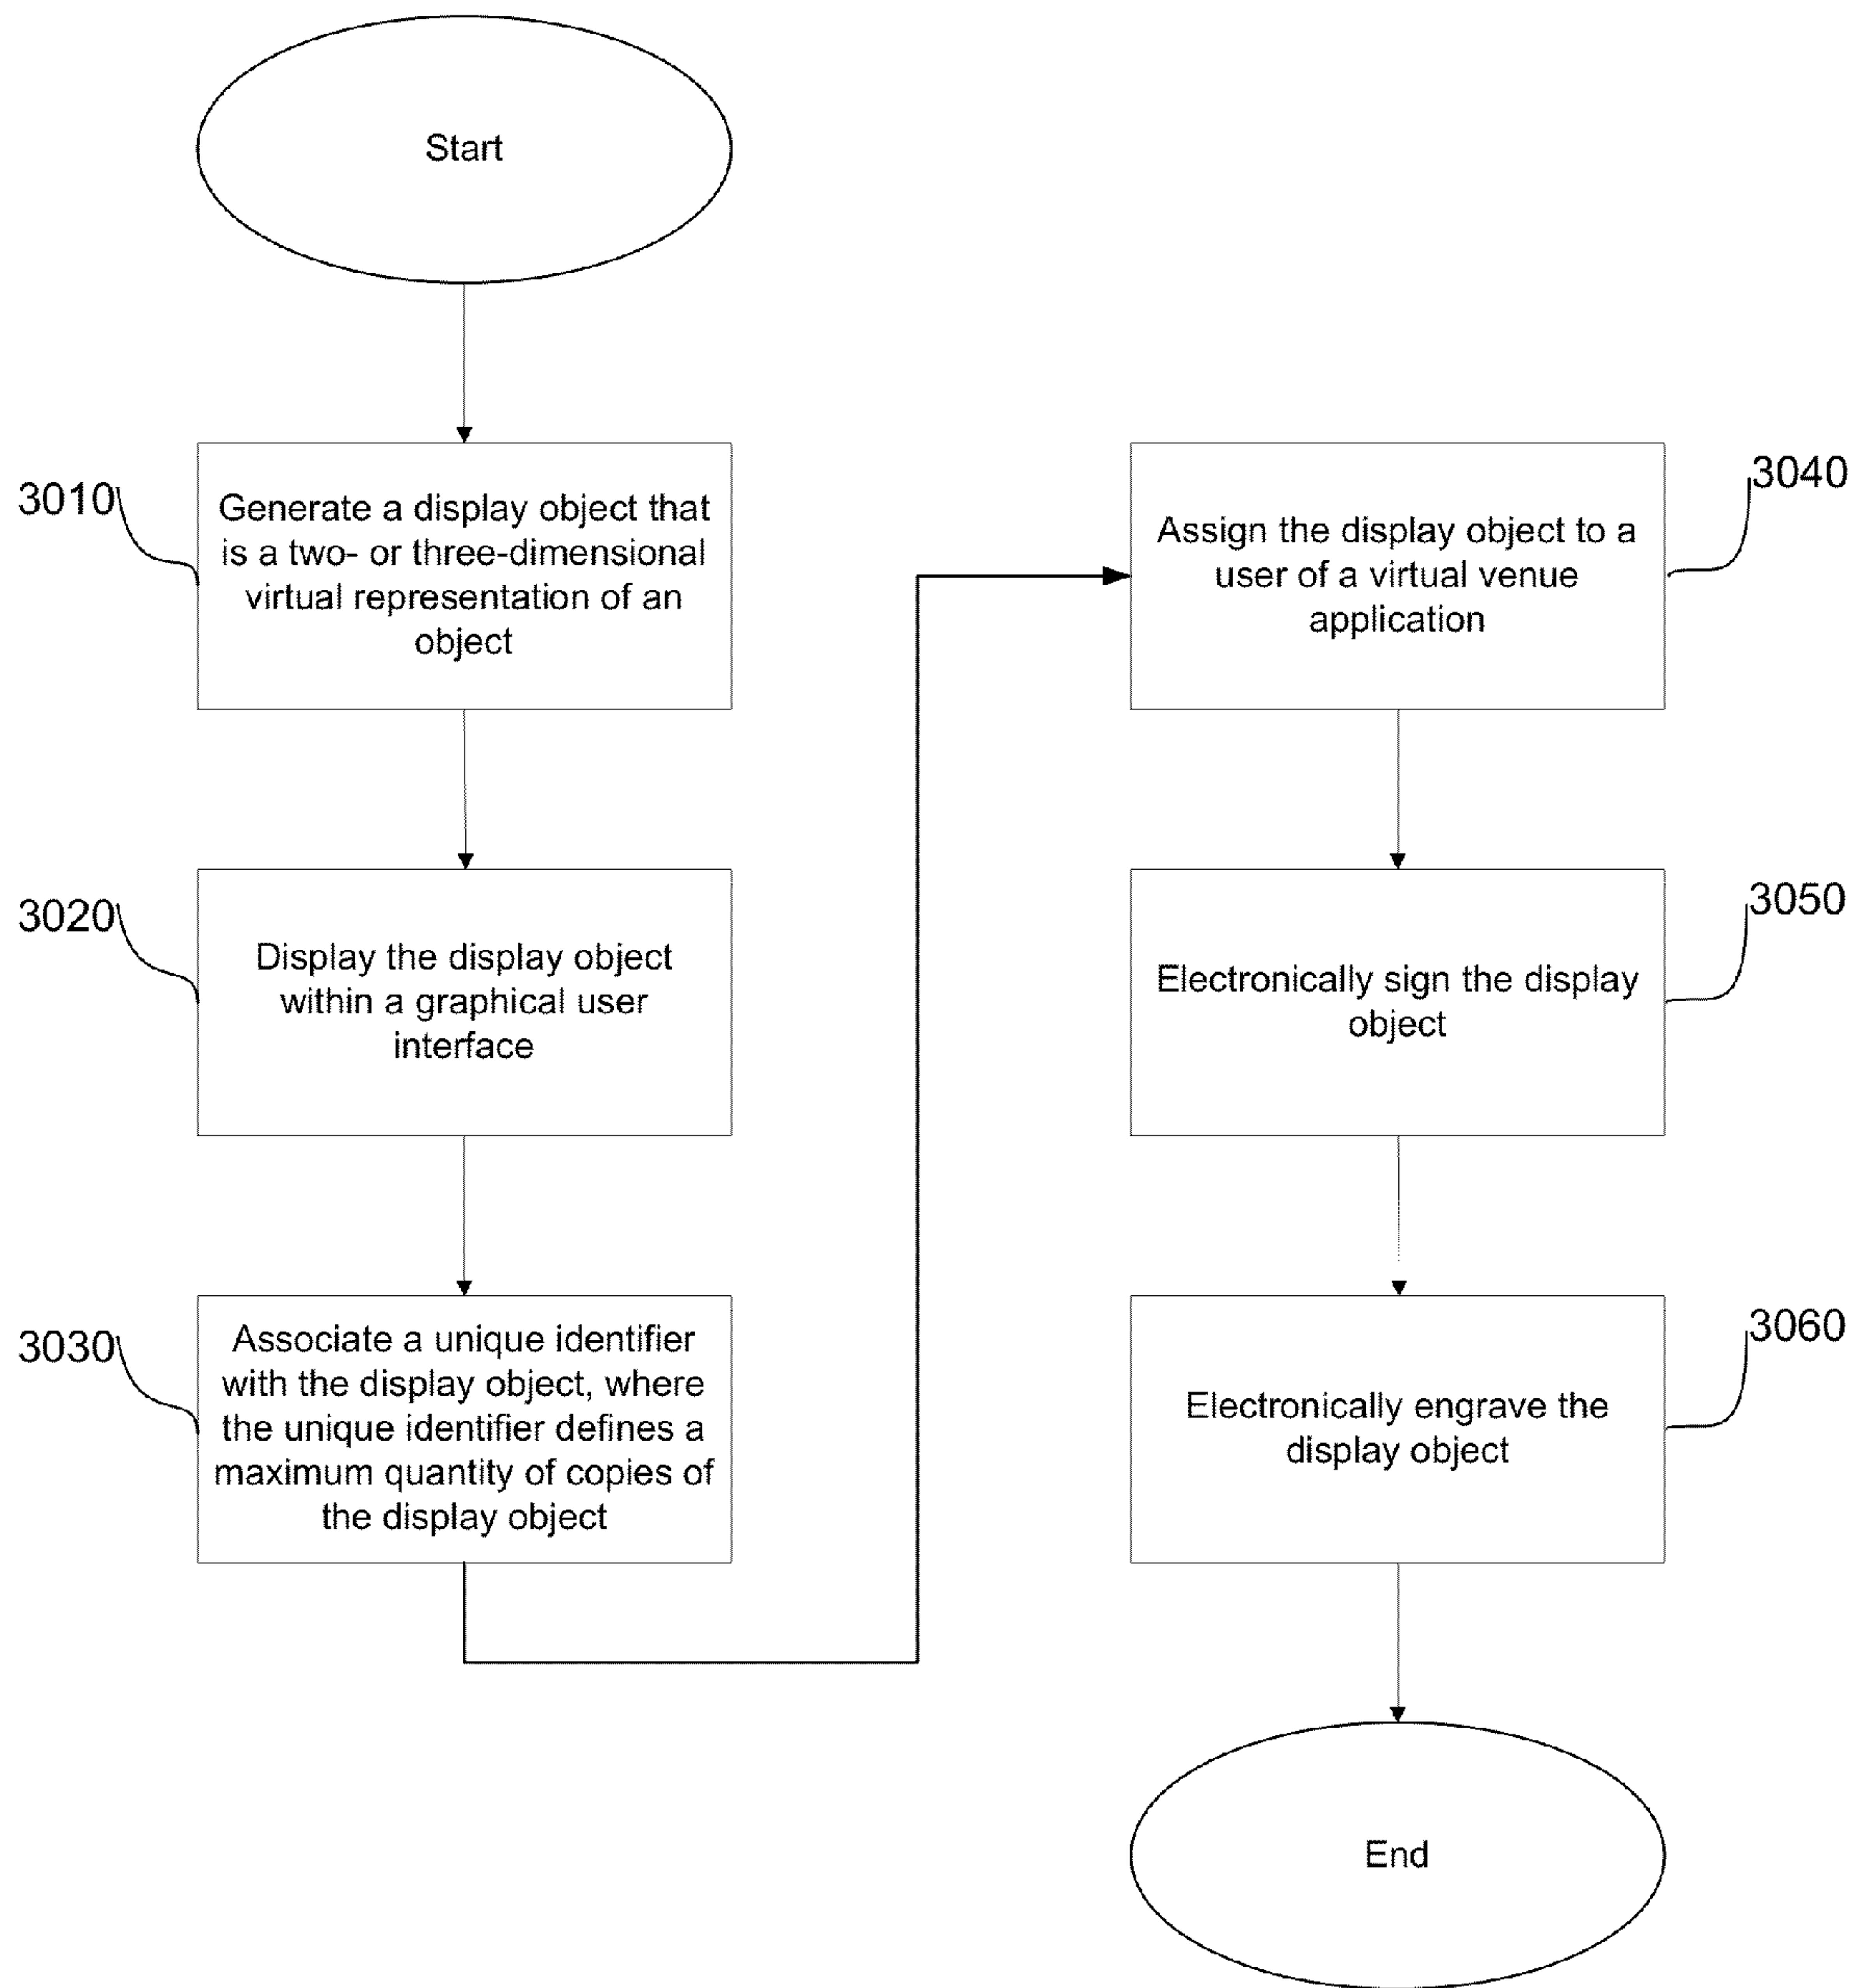 Start
3010
Generate a display object that
is a two- or three-dimensional
virtual representation of an
object
3020
Display the display object
within a graphical user
interface
3030
Associate a unique identifier
with the display object, where
the unique identifier defines a
maximum quantity of copies of
the display object
3040
Assign the display object to a
user of a virtual venue
application
3050
Electronically sign the display
object
3060
Electronically engrave the
display object
End